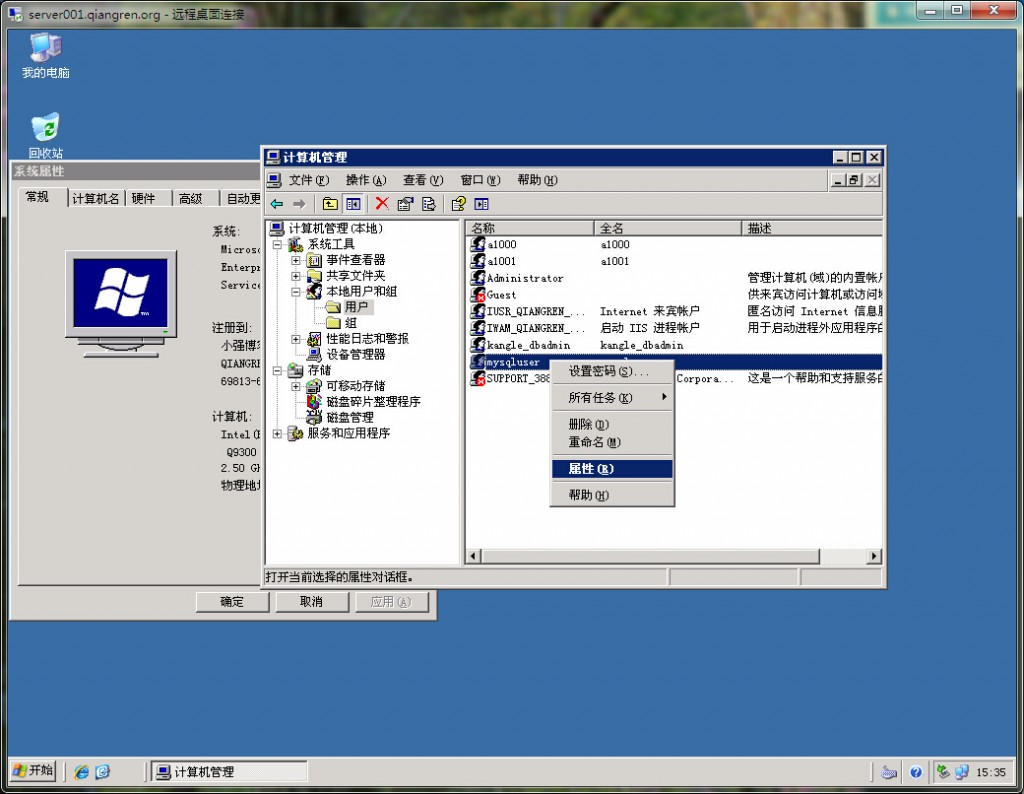 server001.qiangren.org - 远程桌面连接
我的电脑
回收站
系统属性
常规 计算机名 硬件 高级 自动更
系统:
Microso
Enterpr
Service
注册到:
小强博
QIANGR
69813-6
计算机:
Intel(
Q9300
2.50 G
物理地
确定 取消 应用(A)
计算机管理
文件(F) 操作(A) 查看(V) 窗口(W) 帮助(H)
计算机管理(本地)
系统工具
事件查看器
共享文件夹
本地用户和组
用户
组
性能日志和警报
设备管理器
存储
可移动存储
磁盘碎片整理程序
磁盘管理
服务和应用程序
名称 全名 描述
a1000 a1000
a1001 a1001
Administrator 管理计算机(域)的内置帐
Guest 供来宾访问计算机或访问
IUSR_QIANGREN_... Internet 来宾帐户 匿名访问 Internet 信息
IWAM_QIANGREN_... 启动 IIS 进程帐户 用于启动进程外应用程序
kangle_dbadmin kangle_dbadmin
mysqluser
SUPPORT_388 Corpora... 这是一个帮助和支持服务
设置密码(S)...
所有任务(K)
删除(D)
重命名(M)
属性(R)
帮助(H)
打开当前选择的属性对话框。
开始
计算机管理
15:35